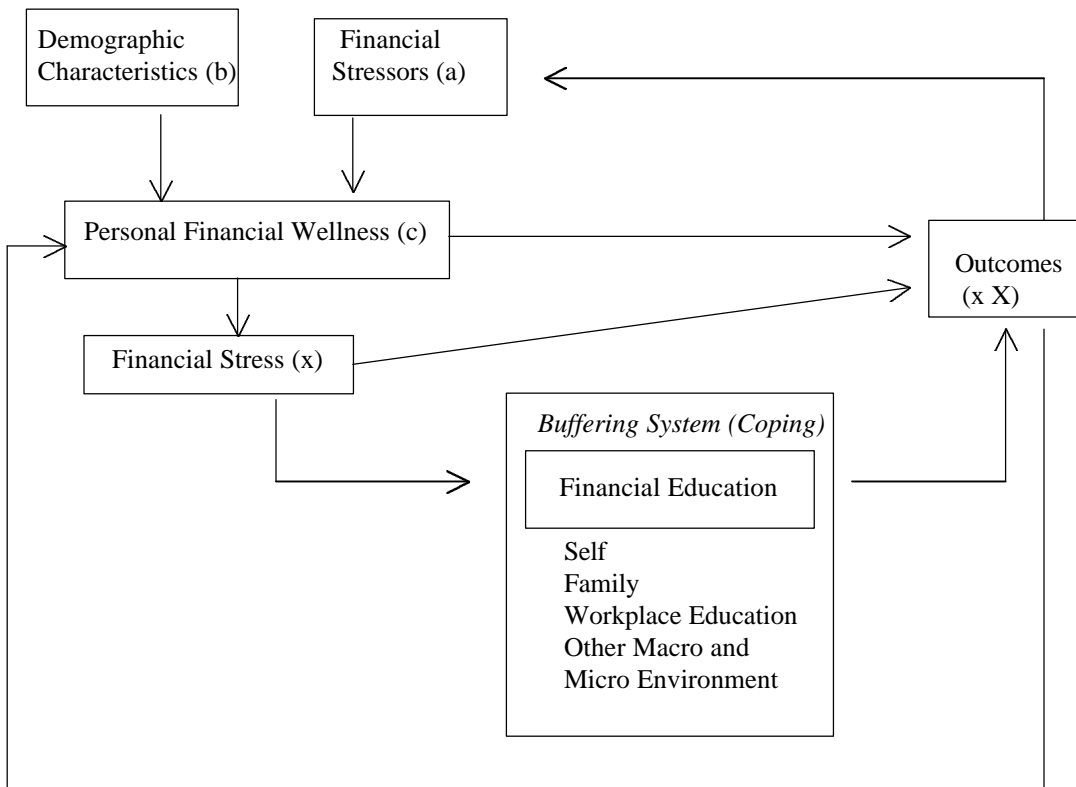 Demographic
Characteristics (b)
Financial
Stressors (a)
Personal Financial Wellness (c)
Outcomes
(x X)
Financial Stress (x)
Buffering System (Coping)
Financial Education
Self
Family
Workplace Education
Other Macro and
Micro Environment